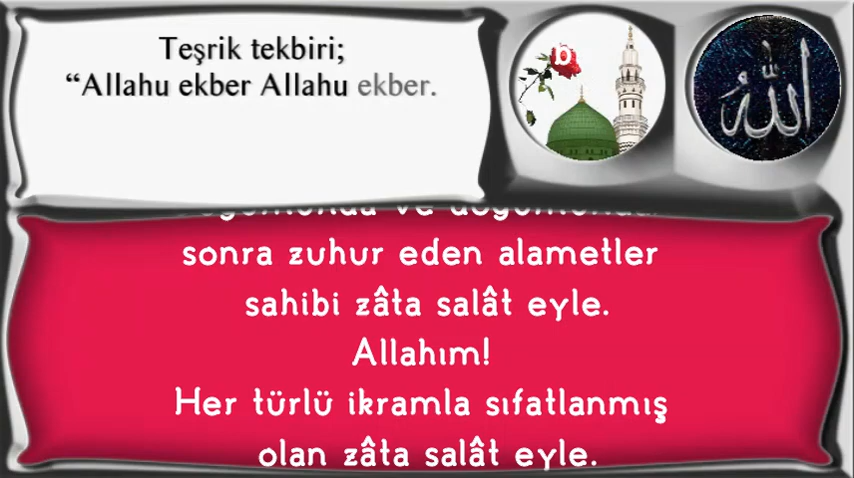 Teşrik tekbiri;
“Allahu ekber Allahu ekber.
الله
sonra zuhur eden alametler
sahibi zâta salât eyle.
Allahım!
Her türlü ikramla sıfatlanmış
olan zâta salât eyle.